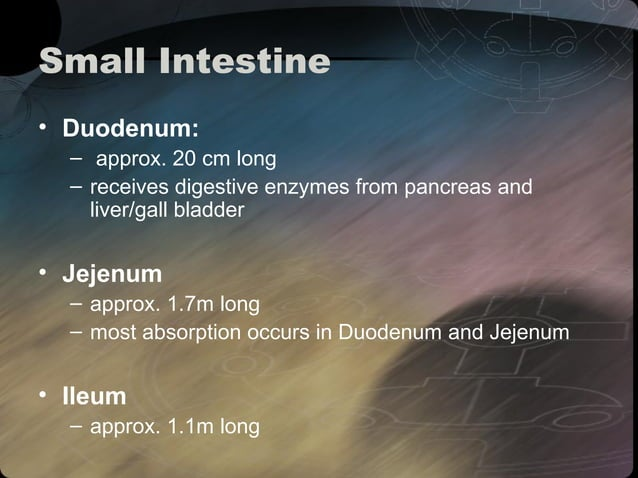 Small Intestine
• Duodenum:
– approx. 20 cm long
– receives digestive enzymes from pancreas and
liver/gall bladder
• Jejenum
– approx. 1.7m long
– most absorption occurs in Duodenum and Jejenum
• Ileum
– approx. 1.1m long